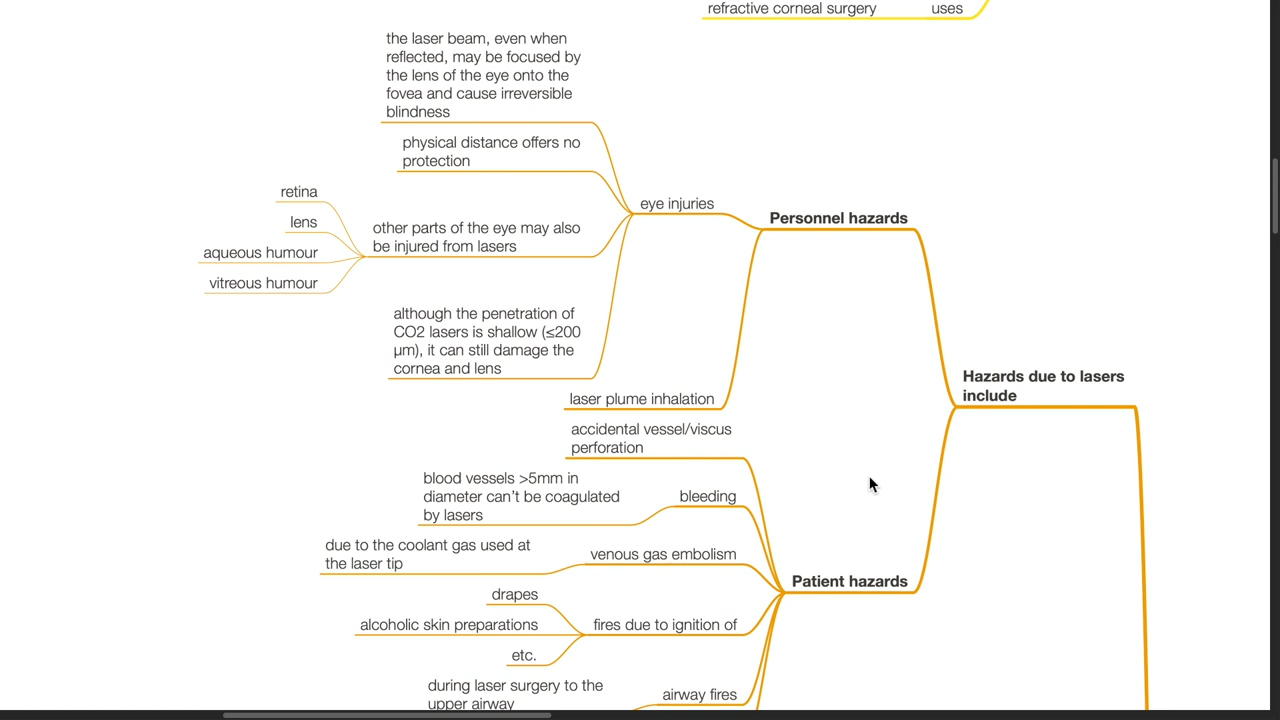 refractive corneal surgery
uses
the laser beam, even when
reflected, may be focused by
the lens of the eye onto the
fovea and cause irreversible
blindness
physical distance offers no
protection
retina
lens
aqueous humour
vitreous humour
other parts of the eye may also
be injured from lasers
eye injuries
Personnel hazards
although the penetration of
CO2 lasers is shallow (≤200
μm), it can still damage the
cornea and lens
laser plume inhalation
Hazards due to lasers
include
accidental vessel/viscus
perforation
blood vessels >5mm in
diameter can't be coagulated
by lasers
bleeding
due to the coolant gas used at
the laser tip
venous gas embolism
Patient hazards
drapes
alcoholic skin preparations
etc.
fires due to ignition of
during laser surgery to the
upper airway
airway fires